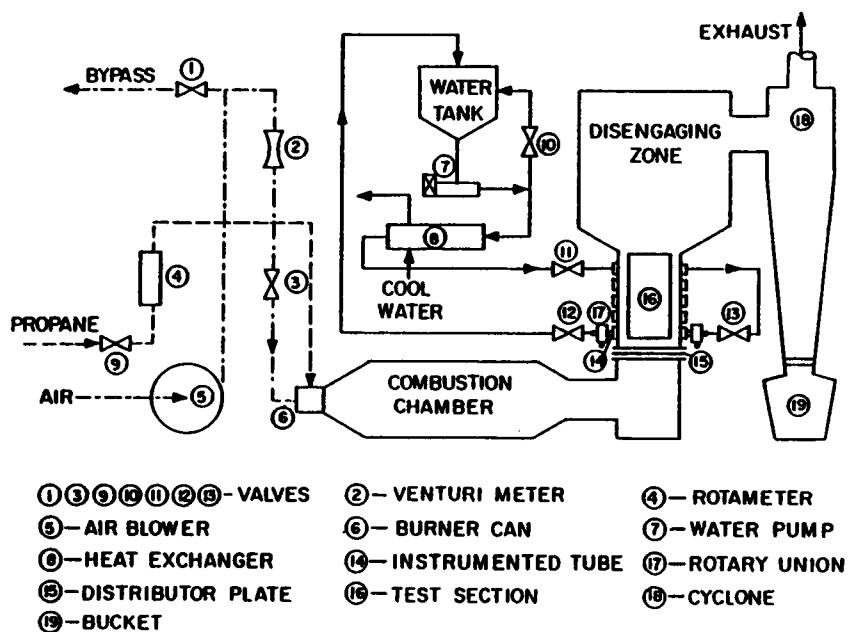 EXHAUST
BYPASS
①
WATER
TANK
DISENGAGING
ZONE
⑱
②
⑦
⑩
⑧
④
③
COOL
WATER
⑪
⑯
PROPANE
⑨
⑫
⑰
⑬
⑭
⑮
AIR
⑤
⑥
COMBUSTION
CHAMBER
⑲
①③⑨⑩⑪⑫⑬-VALVES
②-VENTURI METER
④-ROTAMETER
⑤-AIR BLOWER
⑥-BURNER CAN
⑦-WATER PUMP
⑧-HEAT EXCHANGER
⑭-INSTRUMENTED TUBE
⑰-ROTARY UNION
⑮-DISTRIBUTOR PLATE
⑯-TEST SECTION
⑱-CYCLONE
⑲-BUCKET